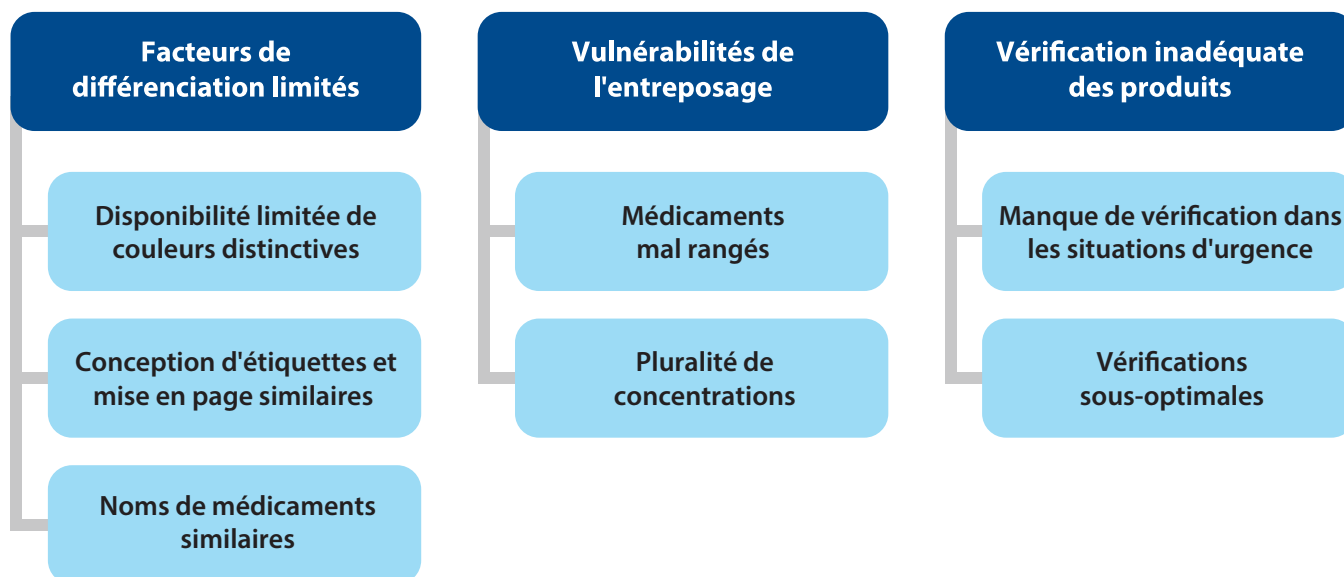 Facteurs de
différenciation limités
Disponibilité limitée de
couleurs distinctives
Conception d'étiquettes et
mise en page similaires
Noms de médicaments
similaires
Vulnérabilités de
l'entreposage
Médicaments
mal rangés
Pluralité de
concentrations
Vérification inadéquate
des produits
Manque de vérification dans
les situations d'urgence
Vérifications
sous-optimales